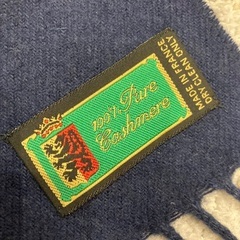 100% Pure
Cashmere
MADE IN FRANCE
DRY CLEAN ONLY